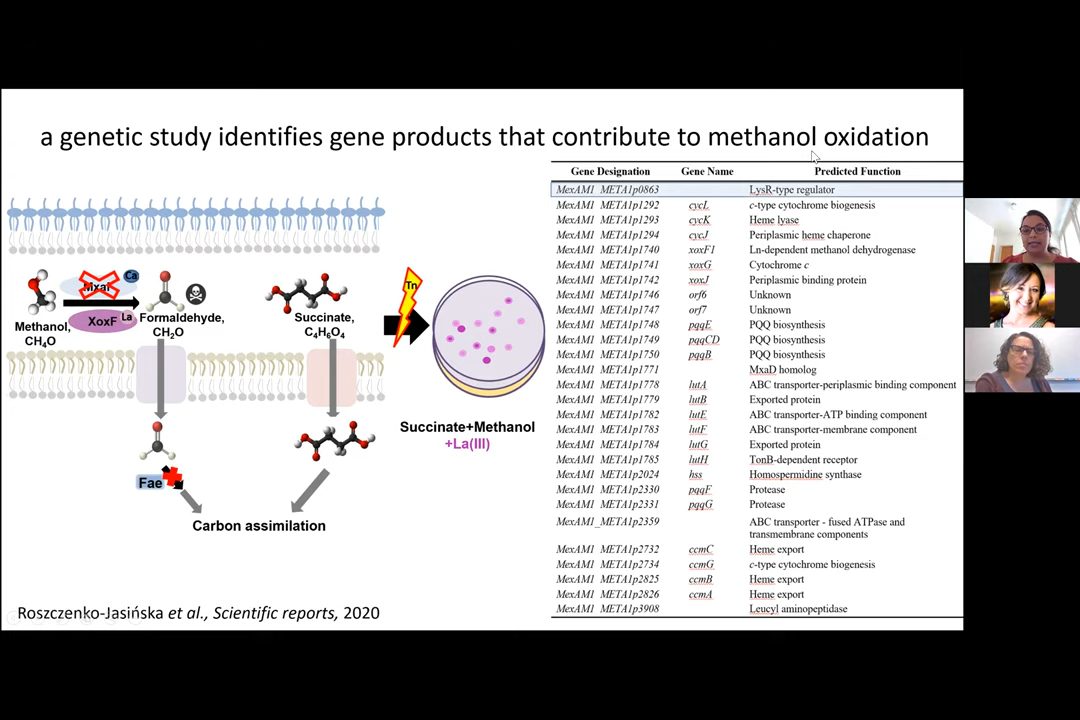 a genetic study identifies gene products that contribute to methanol oxidation
Gene Designation Gene Name Predicted Function
MexAM1_META1p0863 LysR-type regulator
MexAM1_META1p1292 cycL c-type cytochrome biogenesis
MexAM1_META1p1293 cycK Heme lyase
MexAM1_META1p1294 cycJ Periplasmic heme chaperone
MexAM1_META1p1740 xoxF1 Ln-dependent methanol dehydrogenase
MexAM1_META1p1741 xoxG Cytochrome c
MexAM1_META1p1742 xoxJ Periplasmic binding protein
MexAM1_META1p1746 orf6 Unknown
MexAM1_META1p1747 orf7 Unknown
MexAM1_META1p1748 pqqE PQQ biosynthesis
MexAM1_META1p1749 pqqCD PQQ biosynthesis
MexAM1_META1p1750 pqqB PQQ biosynthesis
MexAM1_META1p1771 MxaD homolog
MexAM1_META1p1778 lutA ABC transporter-periplasmic binding component
MexAM1_META1p1779 lutB Exported protein
MexAM1_META1p1782 lutE ABC transporter-ATP binding component
MexAM1_META1p1783 lutF ABC transporter-membrane component
MexAM1_META1p1784 lutG Exported protein
MexAM1_META1p1785 lutH TonB-dependent receptor
MexAM1_META1p2024 hss Homospermidine synthase
MexAM1_META1p2330 pqqF Protease
MexAM1_META1p2331 pqqG Protease
MexAM1_META1p2359 ABC transporter - fused ATPase and
transmembrane components
MexAM1_META1p2732 ccmC Heme export
MexAM1_META1p2734 ccmG c-type cytochrome biogenesis
MexAM1_META1p2825 ccmB Heme export
MexAM1_META1p2826 ccmA Heme export
MexAM1_META1p3908 Leucyl aminopeptidase
Ca
XoxF La
Methanol,
CH4O
Formaldehyde,
CH2O
Succinate,
C4H6O4
Tn
Succinate+Methanol
+La(III)
Fae
Carbon assimilation
Roszczenko-Jasińska et al., Scientific reports, 2020